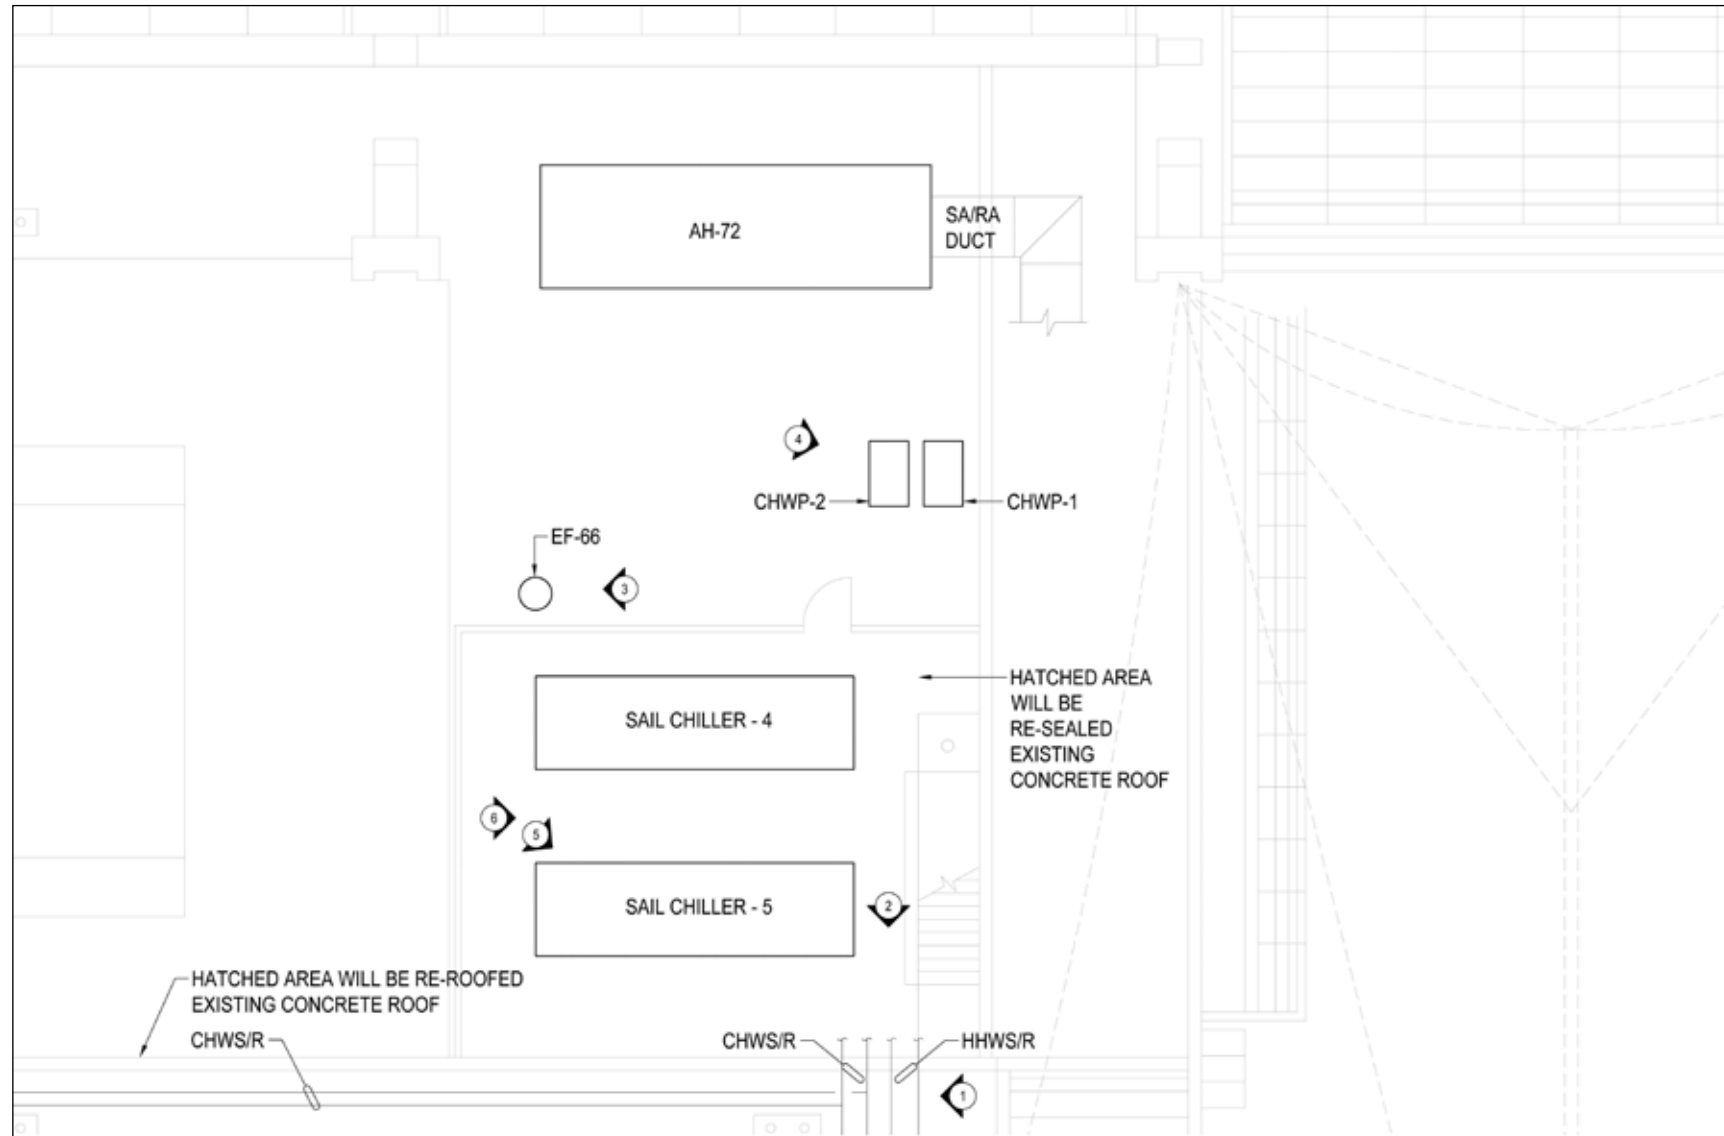 AH-72
SA/RA
DUCT
4
CHWP-2
CHWP-1
EF-66
3
HATCHED AREA
WILL BE
RE-SEALED
EXISTING
CONCRETE ROOF
SAIL CHILLER - 4
6
5
SAIL CHILLER - 5
2
HATCHED AREA WILL BE RE-ROOFED
EXISTING CONCRETE ROOF
CHWS/R
CHWS/R
HHWS/R
1